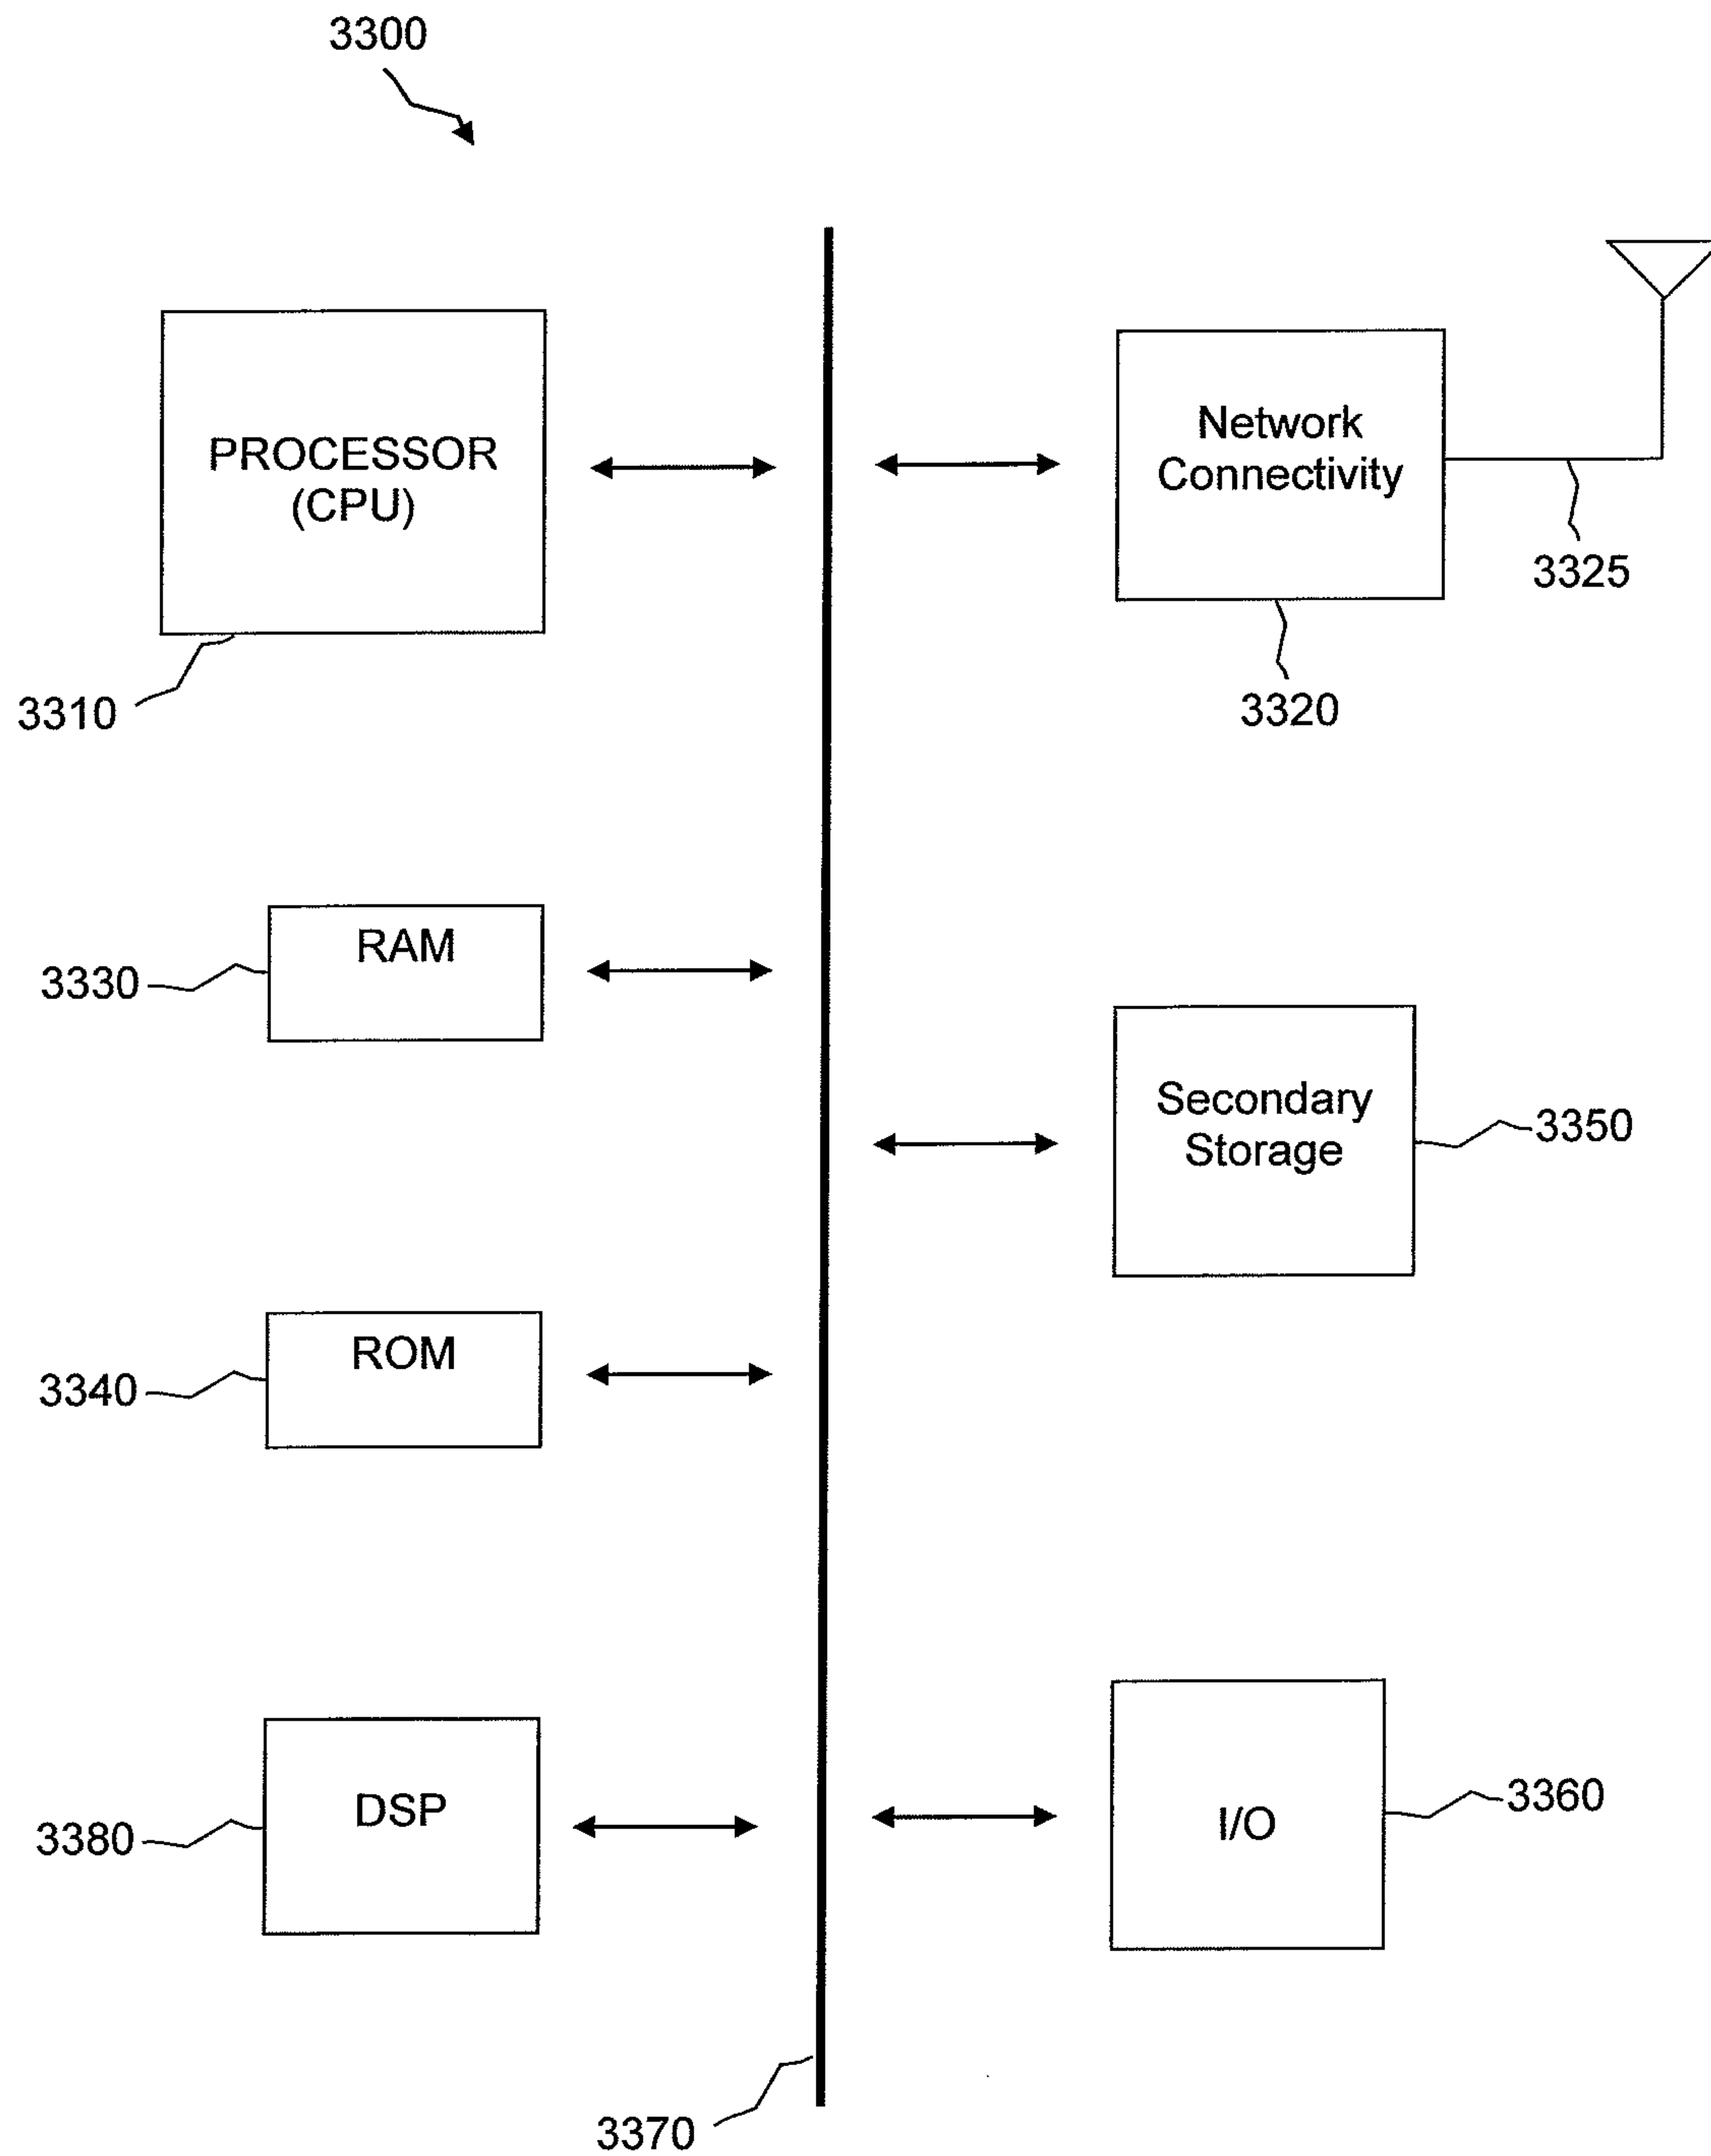 3300
PROCESSOR
(CPU)
3310
Network
Connectivity
3325
3320
RAM
3330
Secondary
Storage
3350
ROM
3340
DSP
3380
I/O
3360
3370